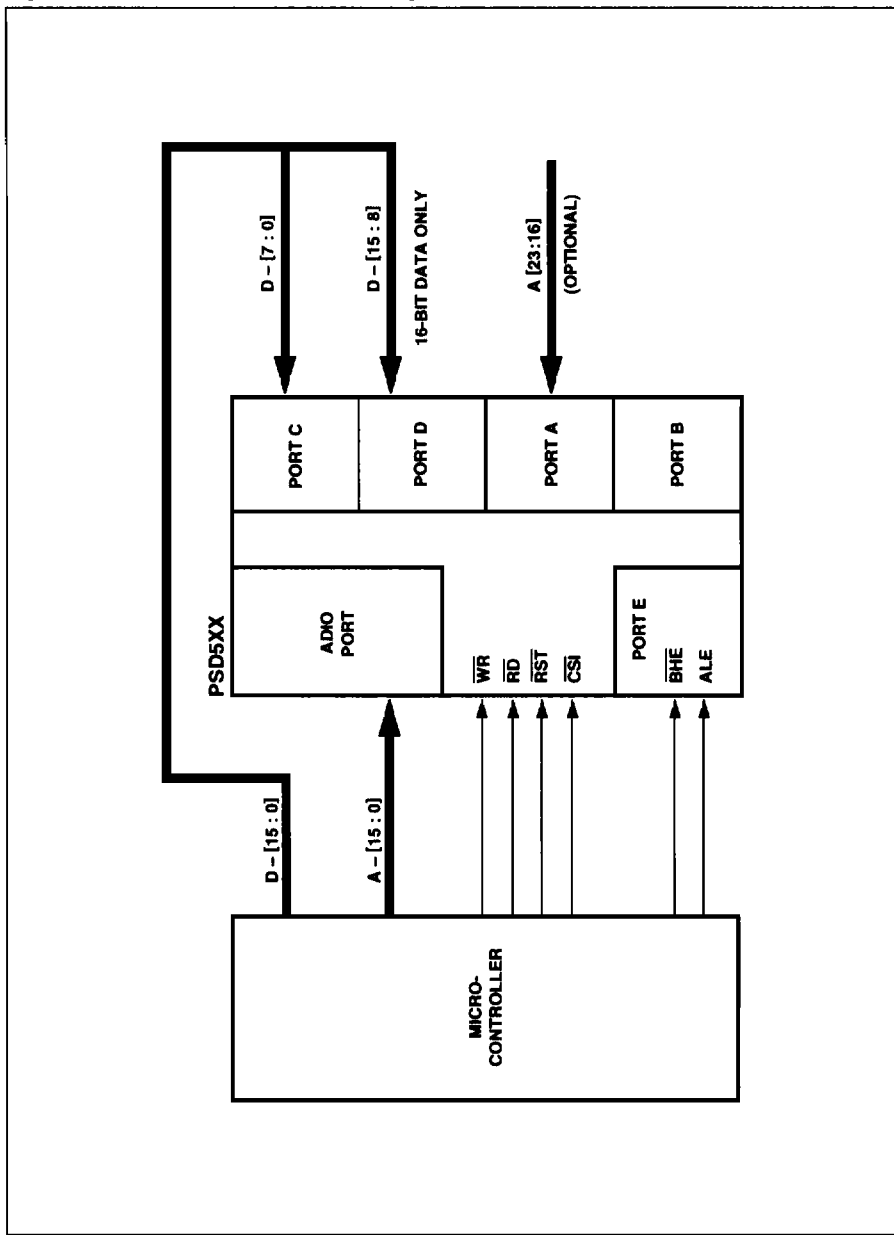 MICRO-
CONTROLLER
D – [15 : 0]
A – [15 : 0]
PSD5XX
ADIO
PORT
WR
RD
RST
CSI
PORT E
BHE
ALE
PORT C
PORT D
PORT A
PORT B
D – [7 : 0]
D – [15 : 8]
16-BIT DATA ONLY
A [23:16]
(OPTIONAL)